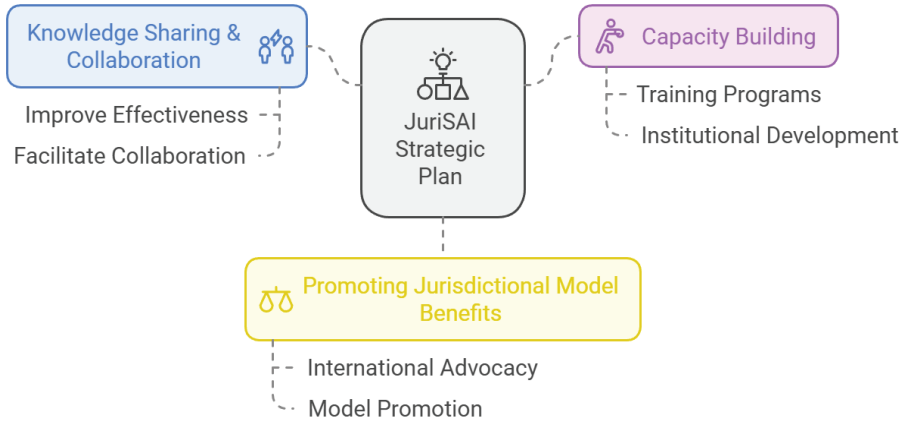 Knowledge Sharing &
Collaboration
Improve Effectiveness
Facilitate Collaboration
JuriSAI
Strategic
Plan
Capacity Building
Training Programs
Institutional Development
Promoting Jurisdictional Model
Benefits
International Advocacy
Model Promotion